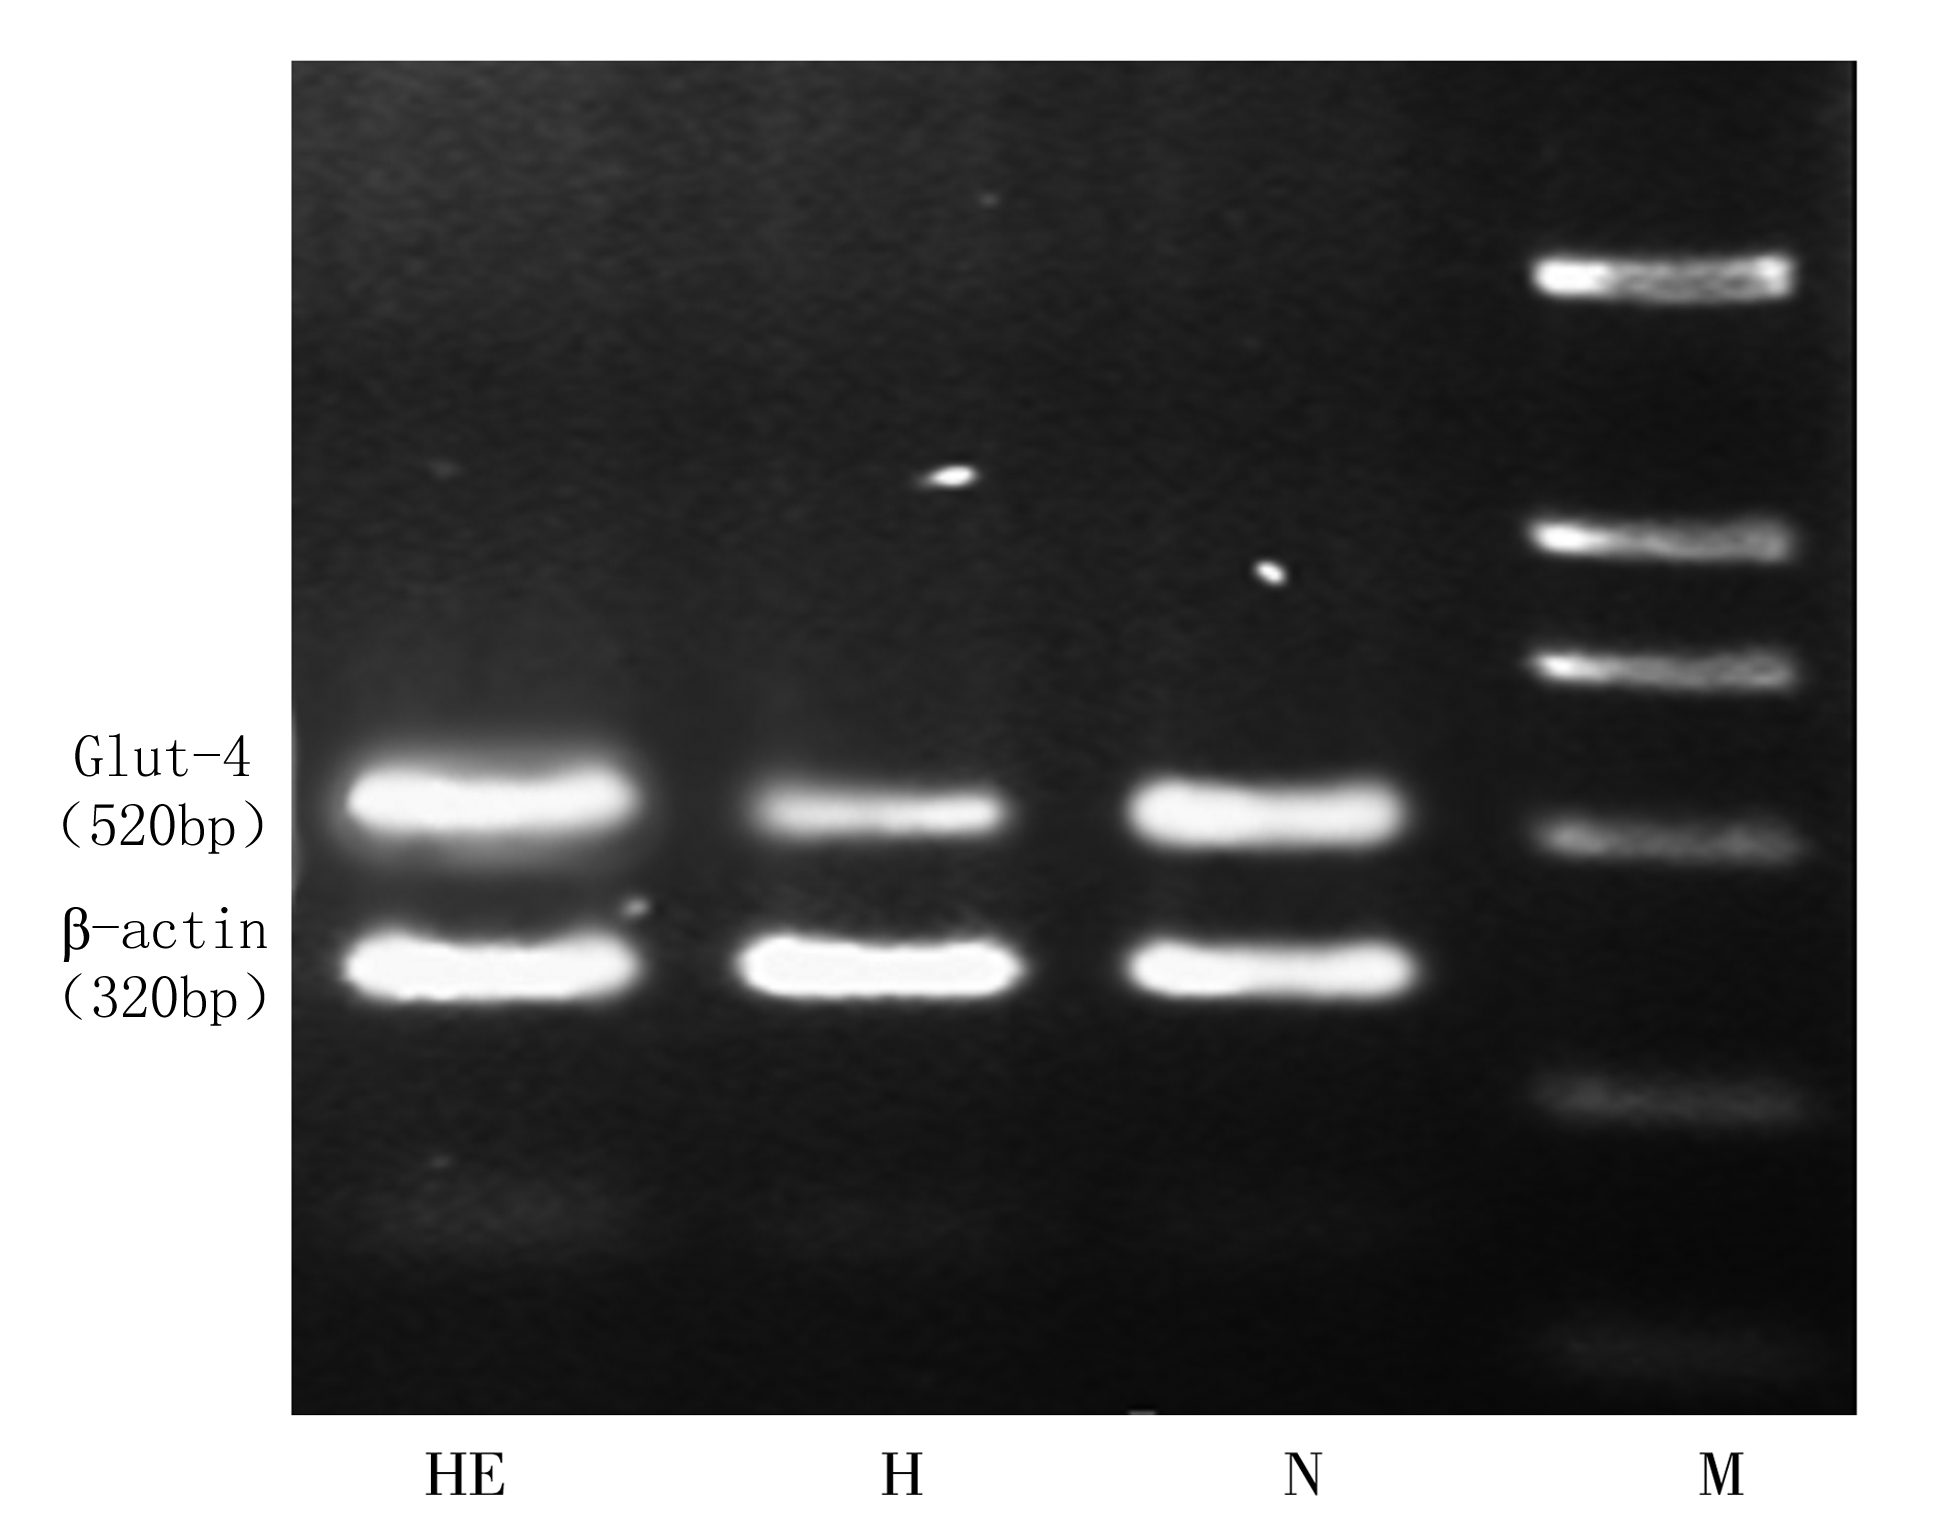 Glut-4
(520bp)
β-actin
(320bp)
HE H N M